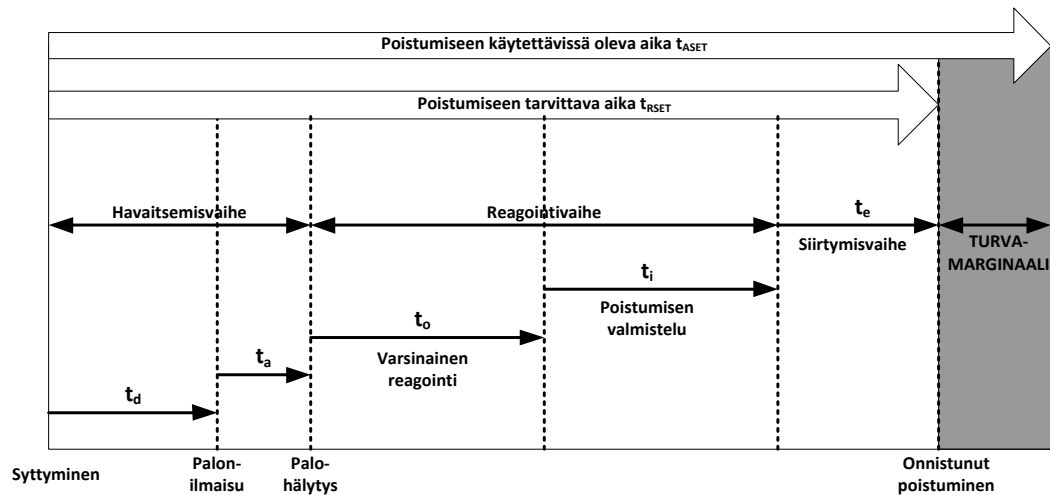 Poistumiseen käytettävissä oleva aika tASET
Poistumiseen tarvittava aika tRSET
Havaitsemisvaihe
Reagointivaihe
te
Siirtymisvaihe
TURVA-
MARGINAALI
ti
Poistumisen
valmistelu
to
Varsinainen
reagointi
ta
td
Syttyminen
Palon-
ilmaisu
Palo-
hälytys
Onnistunut
poistuminen